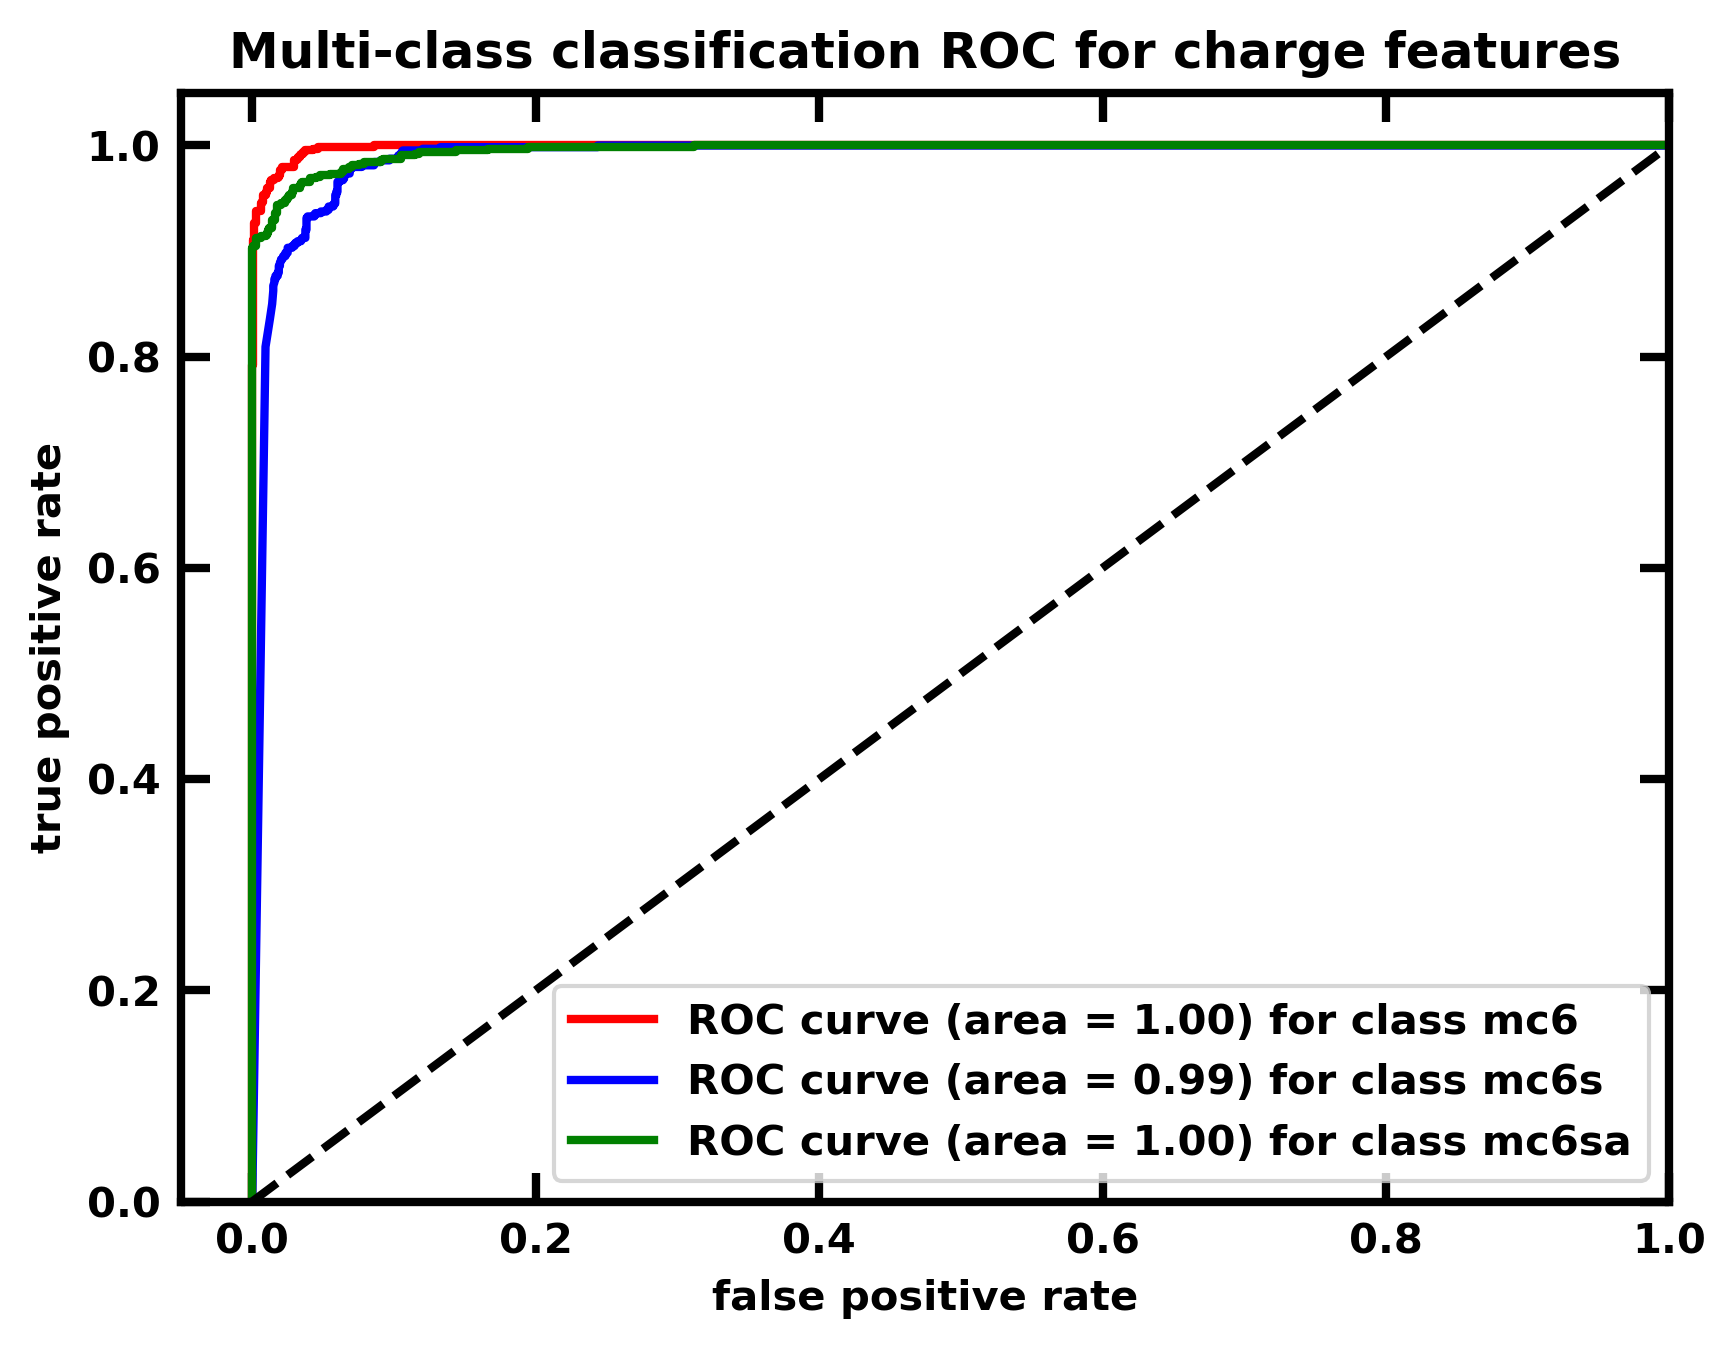 Multi-class classification ROC for charge features
1.0
0.8
0.6
0.4
0.2
0.0
true positive rate
ROC curve (area = 1.00) for class mc6
ROC curve (area = 0.99) for class mc6s
ROC curve (area = 1.00) for class mc6sa
0.0 0.2 0.4 0.6 0.8 1.0
false positive rate